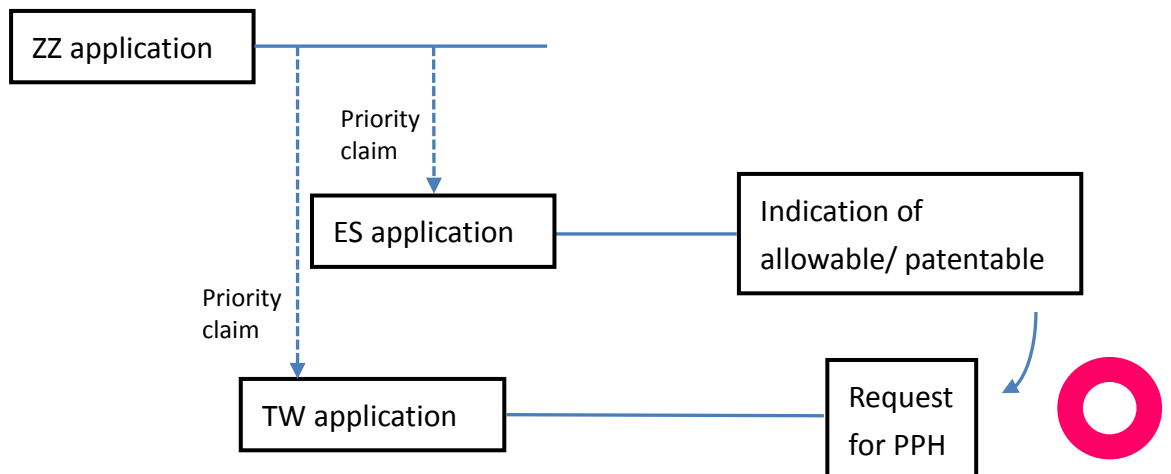 ZZ application
Priority
claim
ES application
Indication of
allowable/ patentable
Priority
claim
TW application
Request
for PPH